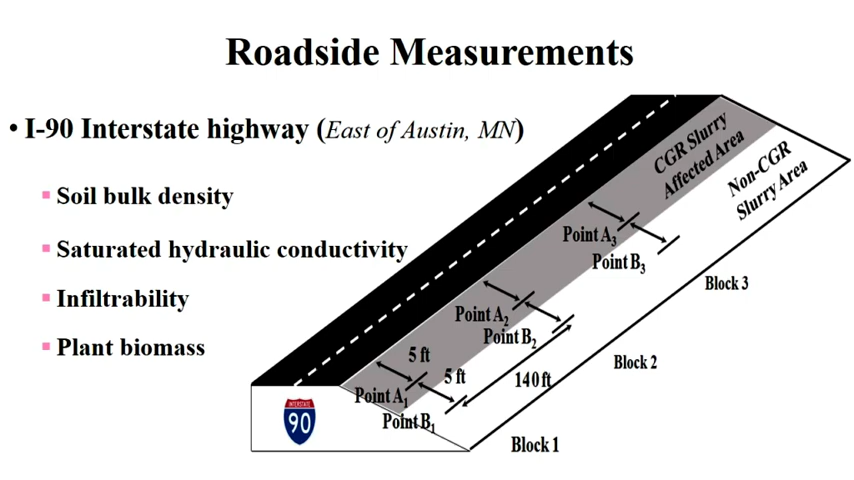 Roadside Measurements
• I-90 Interstate highway (East of Austin, MN)
▪ Soil bulk density
▪ Saturated hydraulic conductivity
▪ Infiltrability
▪ Plant biomass
CGR Slurry
Affected Area
Non-CGR
Slurry Area
Point A3
Point B3
Block 3
Point A2
Point B2
Block 2
5 ft
5 ft
140 ft
Point A1
Point B1
Block 1
INTERSTATE
90